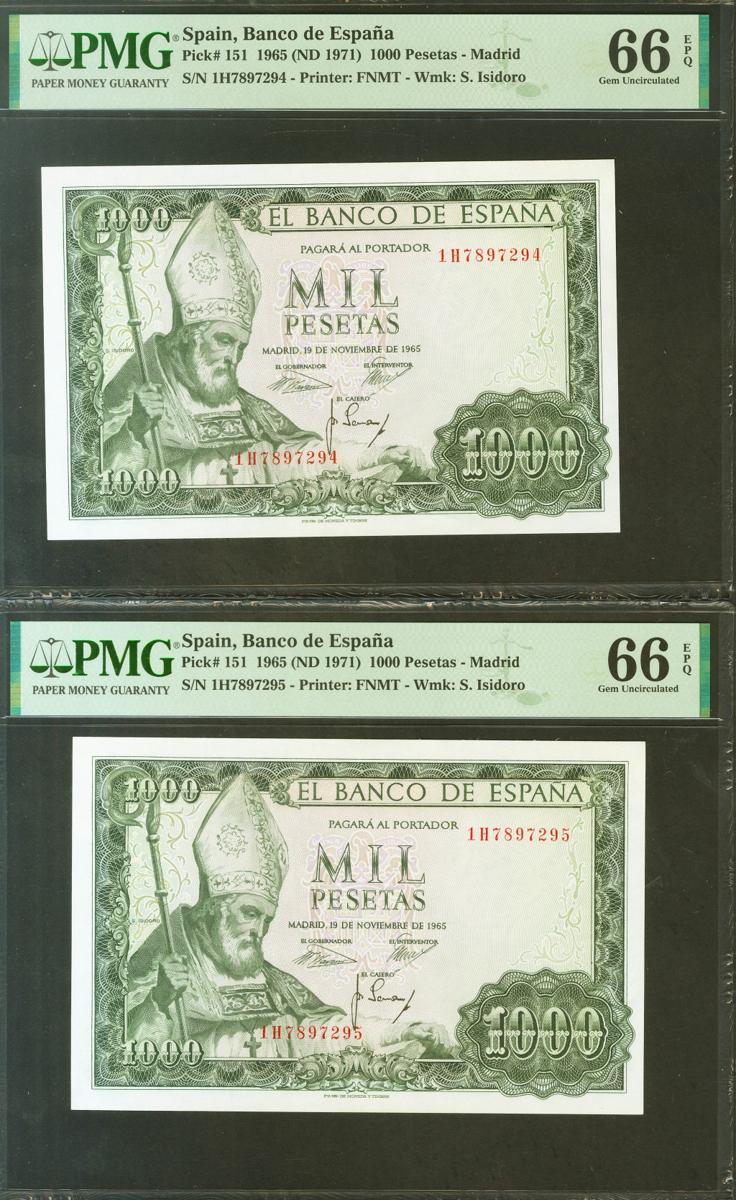 PMG®
PAPER MONEY GUARANTY
Spain, Banco de España
Pick# 151 1965 (ND 1971) 1000 Pesetas - Madrid
S/N 1H7897294 - Printer: FNMT - Wmk: S. Isidoro
66 EPQ
Gem Uncirculated
1000
EL BANCO DE ESPAÑA
PAGARÁ AL PORTADOR
1H7897294
MIL
PESETAS
MADRID, 19 DE NOVIEMBRE DE 1965
S. ISIDORO
EL GOBERNADOR
EL INTERVENTOR
EL CAJERO
1H7897294
1000
1000
PMG®
PAPER MONEY GUARANTY
Spain, Banco de España
Pick# 151 1965 (ND 1971) 1000 Pesetas - Madrid
S/N 1H7897295 - Printer: FNMT - Wmk: S. Isidoro
66 EPQ
Gem Uncirculated
1000
EL BANCO DE ESPAÑA
PAGARÁ AL PORTADOR
1H7897295
MIL
PESETAS
MADRID, 19 DE NOVIEMBRE DE 1965
S. ISIDORO
EL GOBERNADOR
EL INTERVENTOR
EL CAJERO
1H7897295
1000
1000